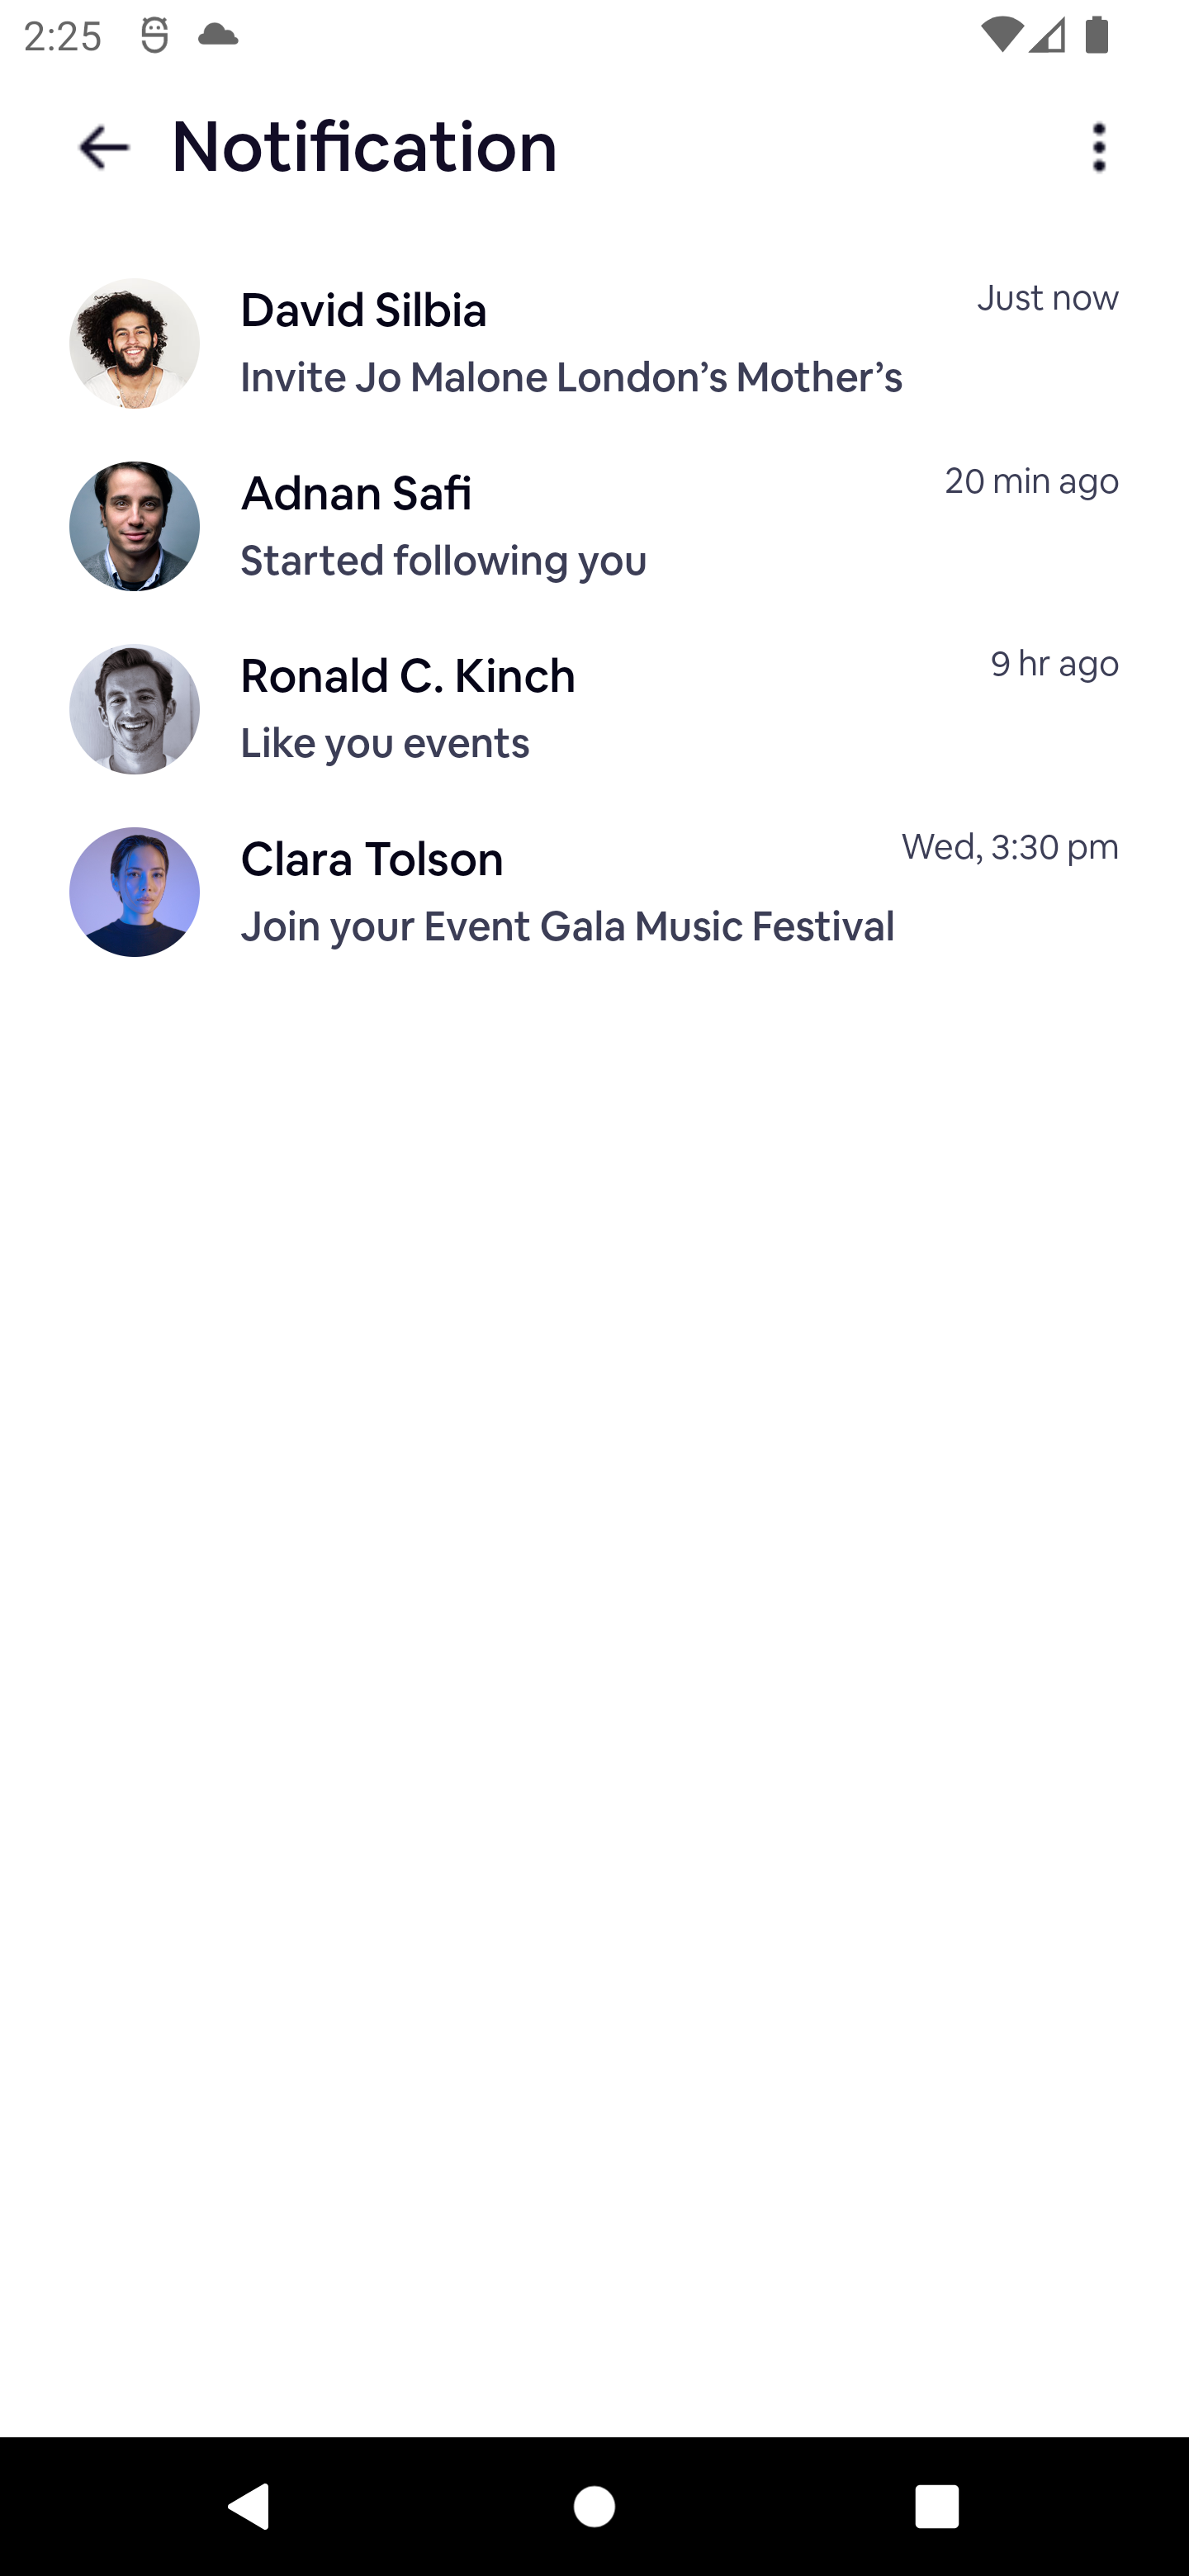 2:25
Notification
David Silbia
Just now
Invite Jo Malone London’s Mother’s
Adnan Safi
20 min ago
Started following you
Ronald C. Kinch
9 hr ago
Like you events
Clara Tolson
Wed, 3:30 pm
Join your Event Gala Music Festival